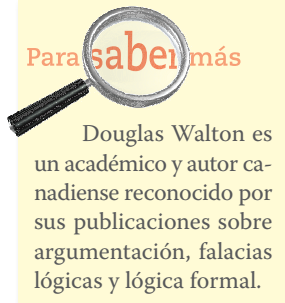 Para saber más
Douglas Walton es
un académico y autor ca-
nadiense reconocido por
sus publicaciones sobre
argumentación, falacias
lógicas y lógica formal.